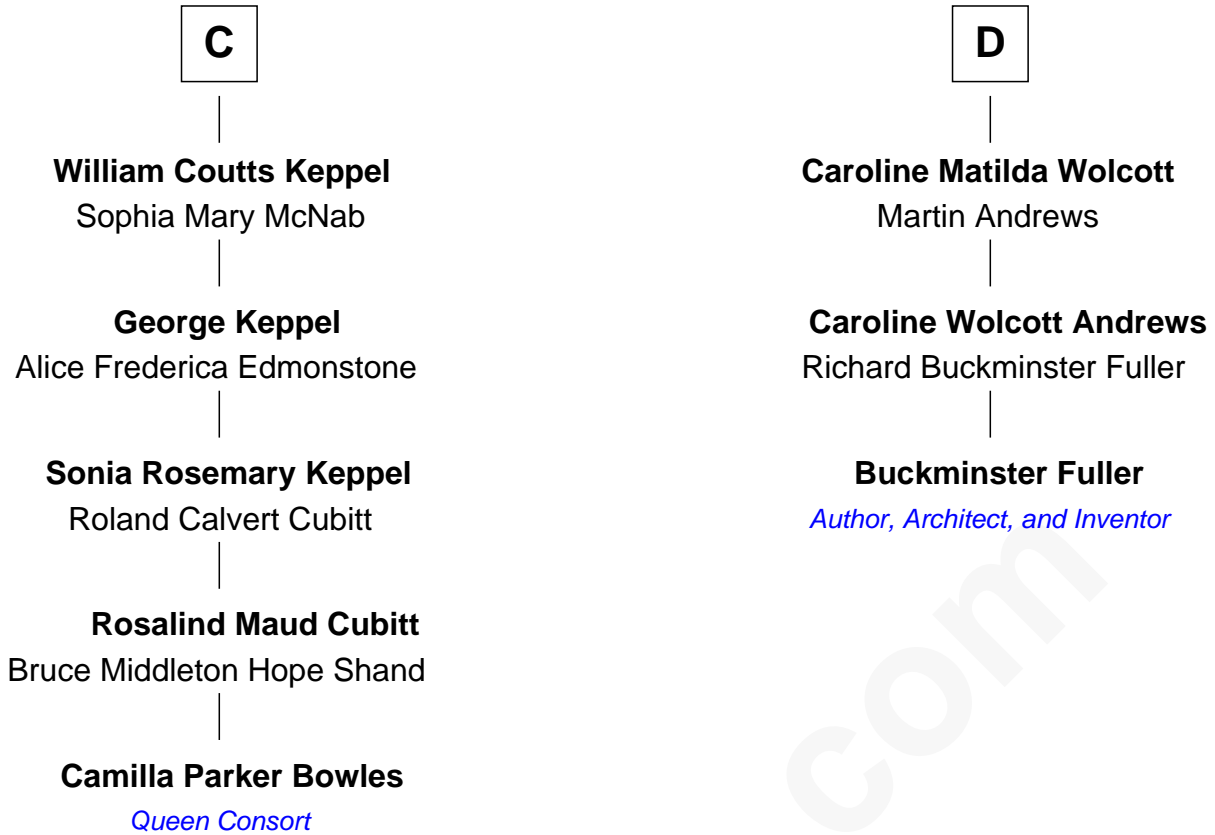 C
William Coutts Keppel
Sophia Mary McNab
George Keppel
Alice Frederica Edmonstone
Sonia Rosemary Keppel
Roland Calvert Cubitt
Rosalind Maud Cubitt
Bruce Middleton Hope Shand
Camilla Parker Bowles
Queen Consort
D
Caroline Matilda Wolcott
Martin Andrews
Caroline Wolcott Andrews
Richard Buckminster Fuller
Buckminster Fuller
Author, Architect, and Inventor
com